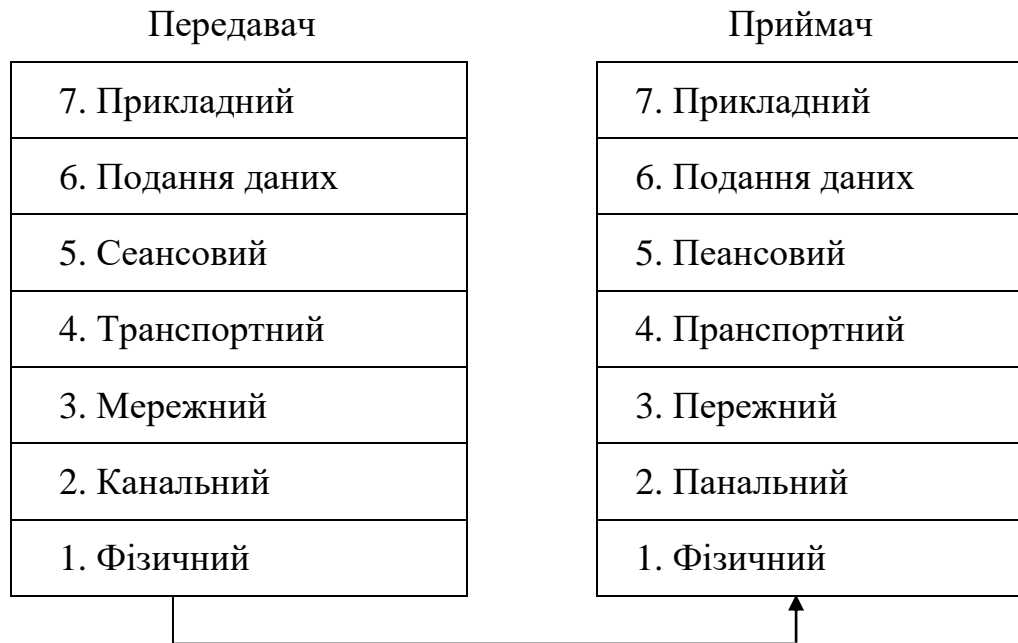 Передавач
7. Прикладний
6. Подання даних
5. Сеансовий
4. Транспортний
3. Мережний
2. Канальний
1. Фізичний
Приймач
7. Прикладний
6. Подання даних
5. Пеансовий
4. Пранспортний
3. Пережний
2. Панальний
1. Фізичний